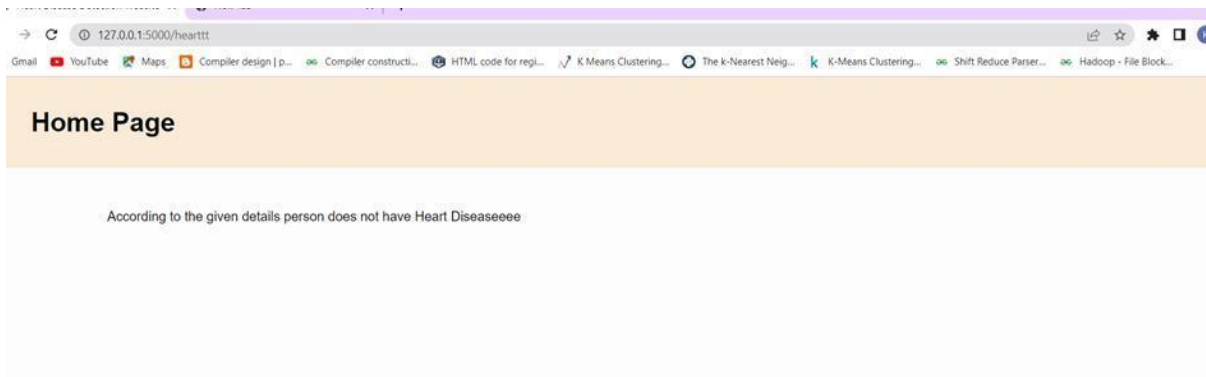 127.0.0.1:5000/hearttt
Gmail YouTube Maps Compiler design | p... Compiler constructi... HTML code for regi... K Means Clustering... The k-Nearest Neig... K-Means Clustering... Shift Reduce Parser... Hadoop - File Block...
Home Page
According to the given details person does not have Heart Diseaseeee